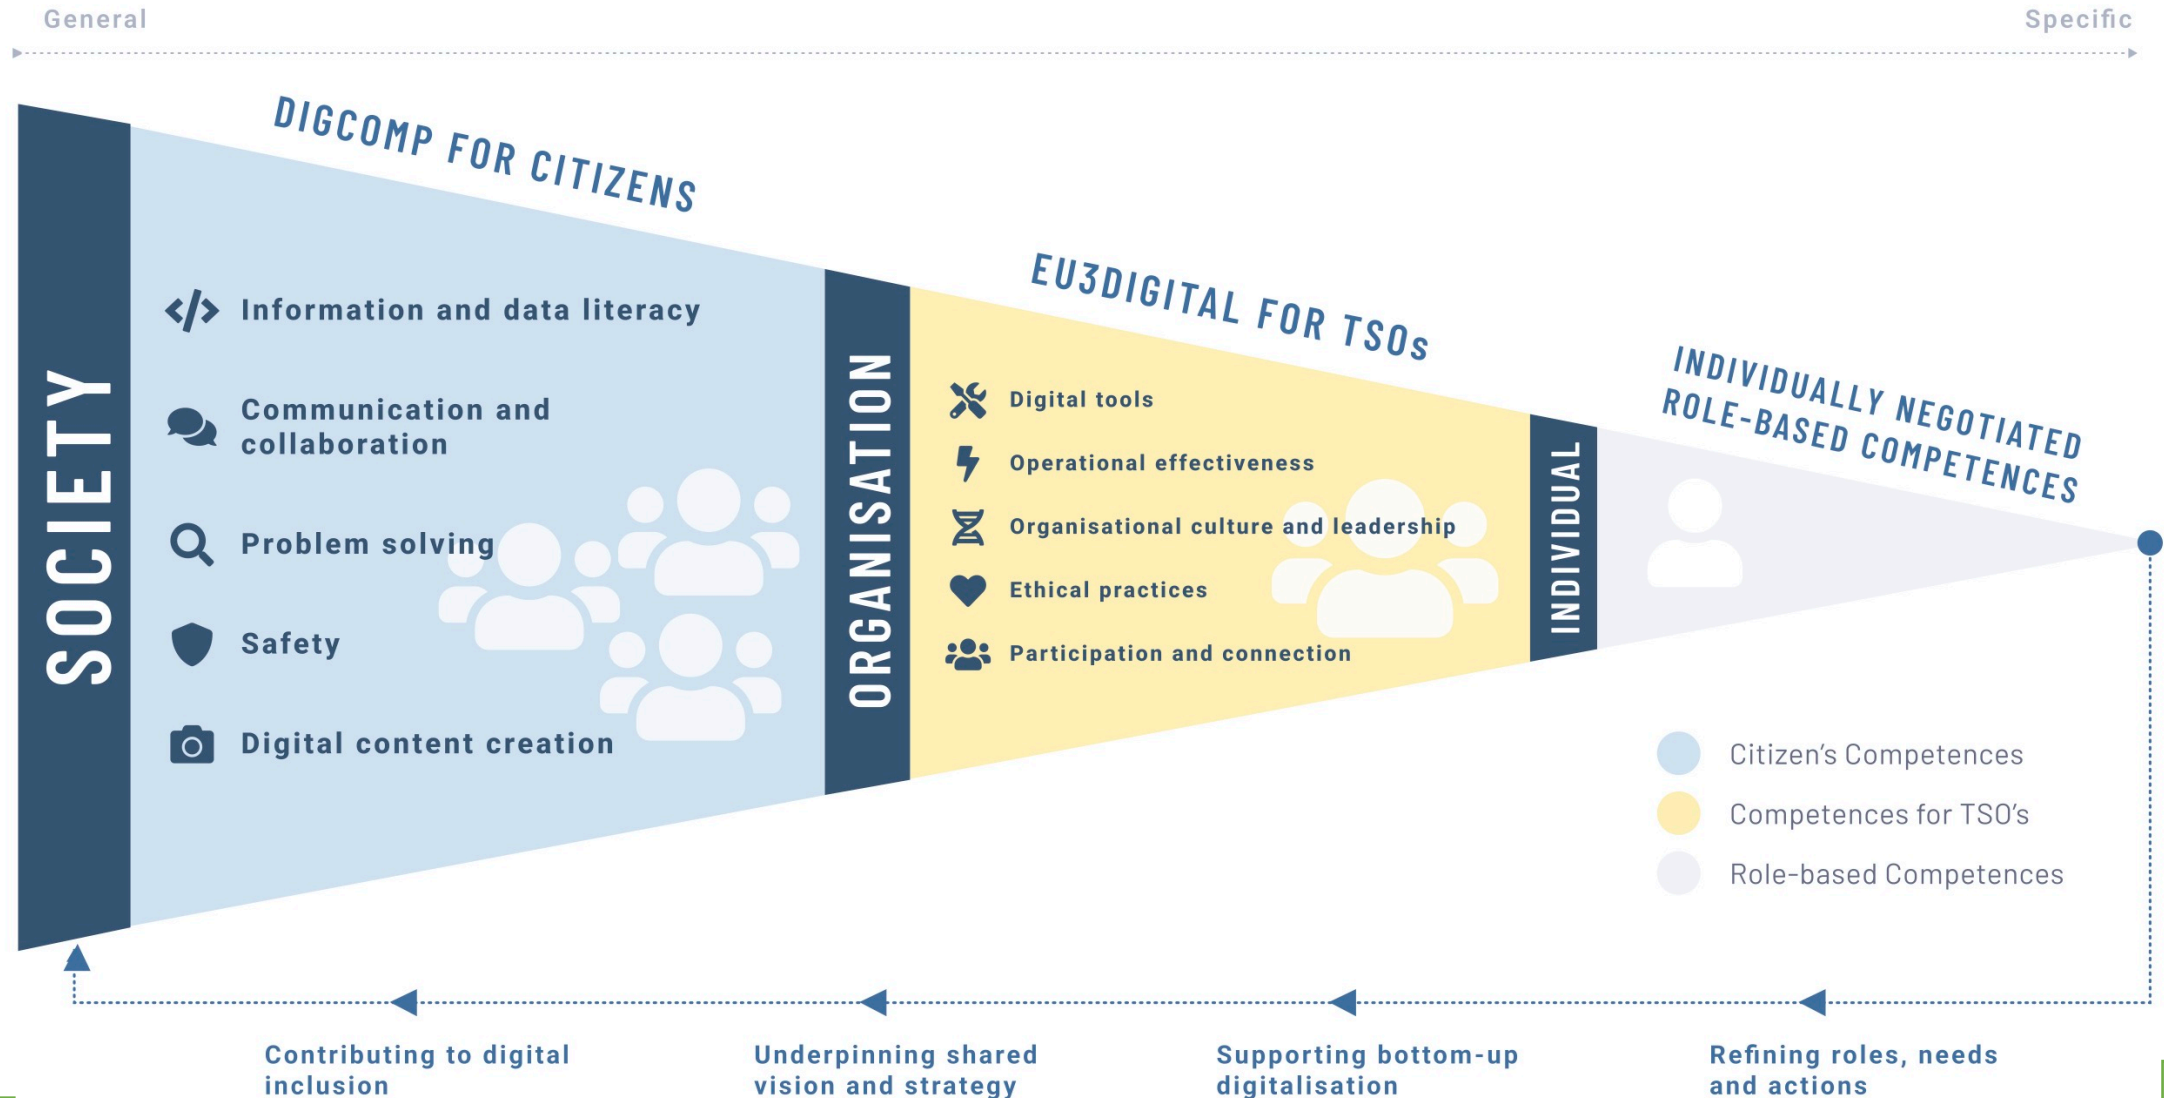 General
Specific
DIGCOMP FOR CITIZENS
EU3DIGITAL FOR TSOs
INDIVIDUALLY NEGOTIATED
ROLE-BASED COMPETENCES
SOCIETY
Information and data literacy
Communication and
collaboration
Problem solving
Safety
Digital content creation
ORGANISATION
Digital tools
Operational effectiveness
Organisational culture and leadership
Ethical practices
Participation and connection
INDIVIDUAL
Citizen's Competences
Competences for TSO's
Role-based Competences
Contributing to digital
inclusion
Underpinning shared
vision and strategy
Supporting bottom-up
digitalisation
Refining roles, needs
and actions